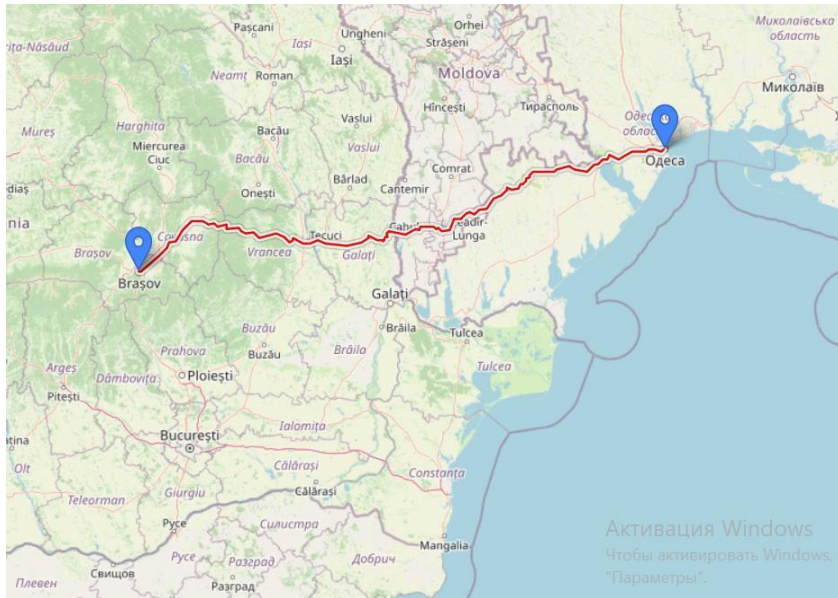 Pașcani
Ungheni
Orhei
Миколаївська
область
Iași
Iași
Strășeni
Neamț
Roman
Moldova
Миколаїв
Hîncești
Тирасполь
Mureș
Harghita
Bacău
Vaslui
Vaslui
Miercurea
Ciuc
Bacău
Одеса
Bârlad
Cantemir
Comrat
Onești
Brașov
Tecuci
Vrancea
Galați
Brașov
Galați
Buzău
Brăila
Tulcea
Prahova
Buzău
Brăila
Tulcea
Argeș
Dâmbovița
Ploiești
Pitești
Ialomița
București
Olt
Călărași
Constanța
Giurgiu
Teleorman
Călărași
Русе
Силистра
Mangalia
Русе
Добрич
Свищов
Разград
Плевен
Разград
Активация Windows
Чтобы активировать Windows,
"Параметры".